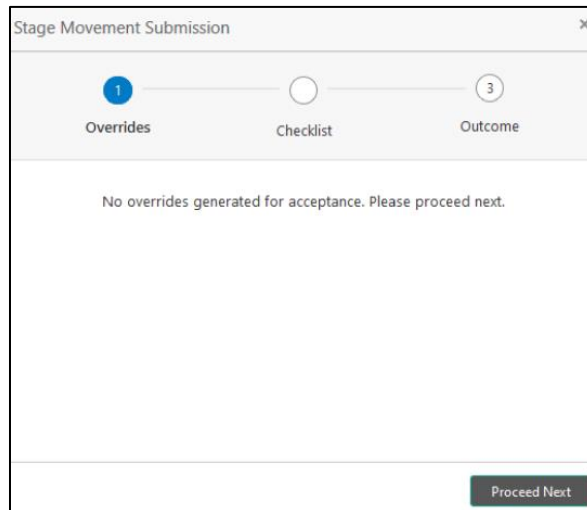 Stage Movement Submission ×
1 3
Overrides Checklist Outcome
No overrides generated for acceptance. Please proceed next.
Proceed Next